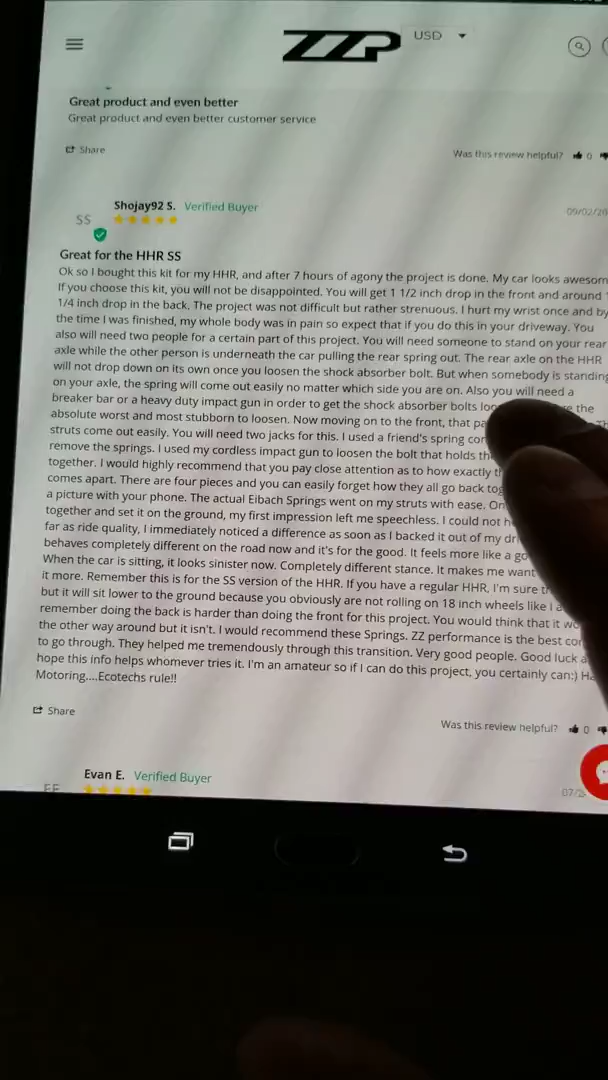 ZZP
USD
Great product and even better
Great product and even better customer service
Share
Was this review helpful? 0
Shojay92 S. Verified Buyer
09/02/20
SS
Great for the HHR SS
Ok so I bought this kit for my HHR, and after 7 hours of agony the project is done. My car looks awesom
If you choose this kit, you will not be disappointed. You will get 1 1/2 inch drop in the front and around 1
1/4 inch drop in the back. The project was not difficult but rather strenuous. I hurt my wrist once and by
the time I was finished, my whole body was in pain so expect that if you do this in your driveway. You
also will need two people for a certain part of this project. You will need someone to stand on your rear
axle while the other person is underneath the car pulling the rear spring out. The rear axle on the HHR
will not drop down on its own once you loosen the shock absorber bolt. But when somebody is standing
on your axle, the spring will come out easily no matter which side you are on. Also you will need a
breaker bar or a heavy duty impact gun in order to get the shock absorber bolts the
absolute worst and most stubborn to loosen. Now moving on to the front, that
struts come out easily. You will need two jacks for this. I used a friend's spring
remove the springs. I used my cordless impact gun to loosen the bolt that holds
together. I would highly recommend that you pay close attention as to how exactly
comes apart. There are four pieces and you can easily forget how they all go back
a picture with your phone. The actual Eibach Springs went on my struts with ease.
together and set it on the ground, my first impression left me speechless. I could not
far as ride quality, I immediately noticed a difference as soon as I backed it out of my
behaves completely different on the road now and it's for the good. It feels more like a
When the car is sitting, it looks sinister now. Completely different stance. It makes me want
it more. Remember this is for the SS version of the HHR. If you have a regular HHR, I'm sure
but it will sit lower to the ground because you obviously are not rolling on 18 inch wheels like I
remember doing the back is harder than doing the front for this project. You would think that it
the other way around but it isn't. I would recommend these Springs. ZZ performance is the best
to go through. They helped me tremendously through this transition. Very good people. Good luck
hope this info helps whomever tries it. I'm an amateur so if I can do this project, you certainly can:)
Motoring....Ecotechs rule!!
Share
Was this review helpful? 0
Evan E. Verified Buyer
EE
07/2